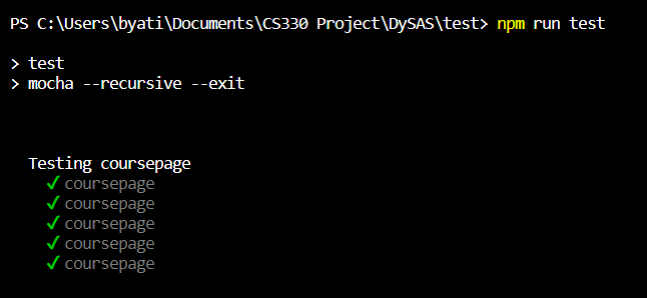 PS C:\Users\byati\Documents\CS330 Project\DySAS\test> npm run test
> test
> mocha --recursive --exit
Testing coursepage
✓ coursepage
✓ coursepage
✓ coursepage
✓ coursepage
✓ coursepage